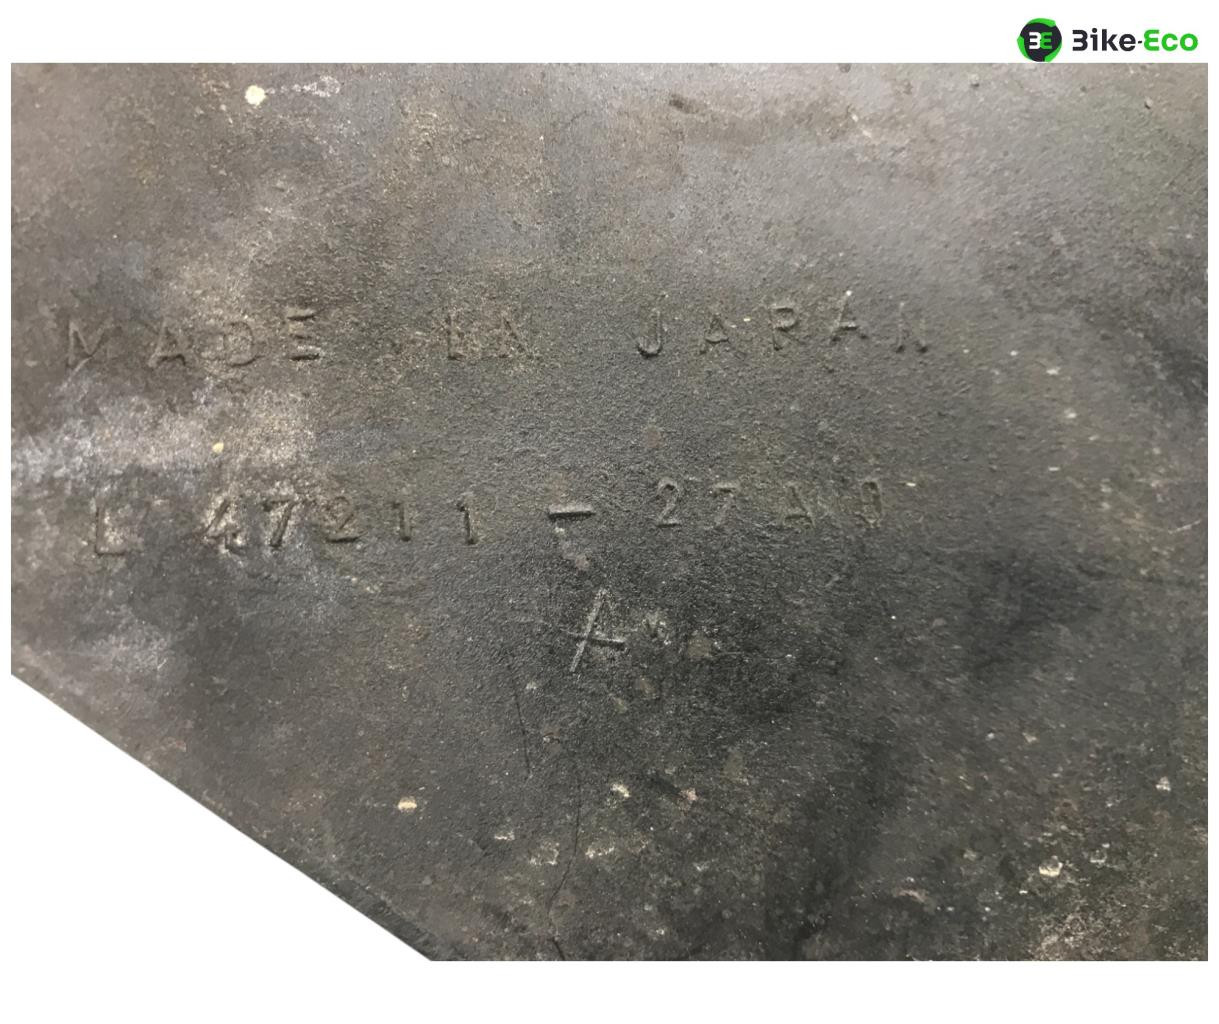 Bike-Eco
MADE IN JAPAN
L 47211-27A0